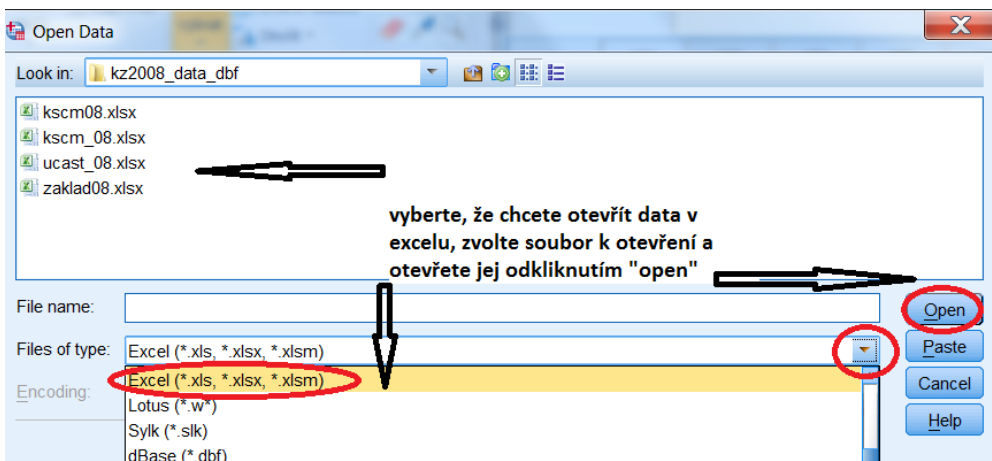 Open Data
Look in: kz2008_data_dbf
kscm08.xlsx
kscm_08.xlsx
ucast_08.xlsx
zaklad08.xlsx
vyberte, že chcete otevřít data v
excelu, zvolte soubor k otevření a
otevřete jej odkliknutím "open"
File name:
Open
Files of type: Excel (*.xls, *.xlsx, *.xlsm)
Paste
Encoding:
Excel (*.xls, *.xlsx, *.xlsm)
Cancel
Lotus (*.w*)
Sylk (*.slk)
Help
dBase (*.dbf)